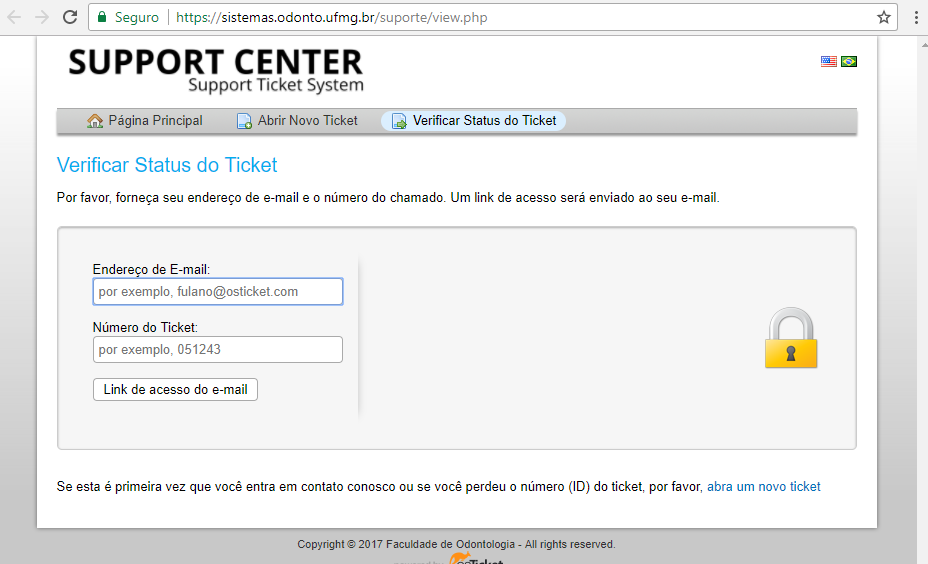 Seguro
https://sistemas.odonto.ufmg.br/suporte/view.php
SUPPORT CENTER
Support Ticket System
Página Principal Abrir Novo Ticket Verificar Status do Ticket
Verificar Status do Ticket
Por favor, forneça seu endereço de e-mail e o número do chamado. Um link de acesso será enviado ao seu e-mail.
Endereço de E-mail:
por exemplo, fulano@osticket.com
Número do Ticket:
por exemplo, 051243
Link de acesso do e-mail
Se esta é primeira vez que você entra em contato conosco ou se você perdeu o número (ID) do ticket, por favor, abra um novo ticket
Copyright © 2017 Faculdade de Odontologia - All rights reserved.